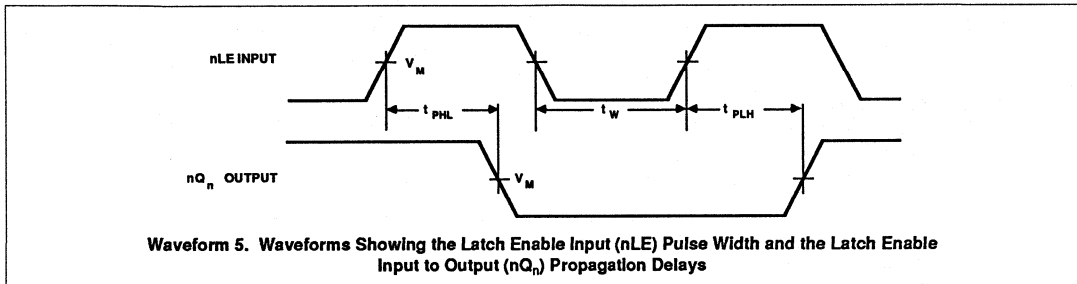 nLE INPUT
V M
t PHL
t W
t PLH
nQn OUTPUT
V M
Waveform 5. Waveforms Showing the Latch Enable Input (nLE) Pulse Width and the Latch Enable
Input to Output (nQn) Propagation Delays